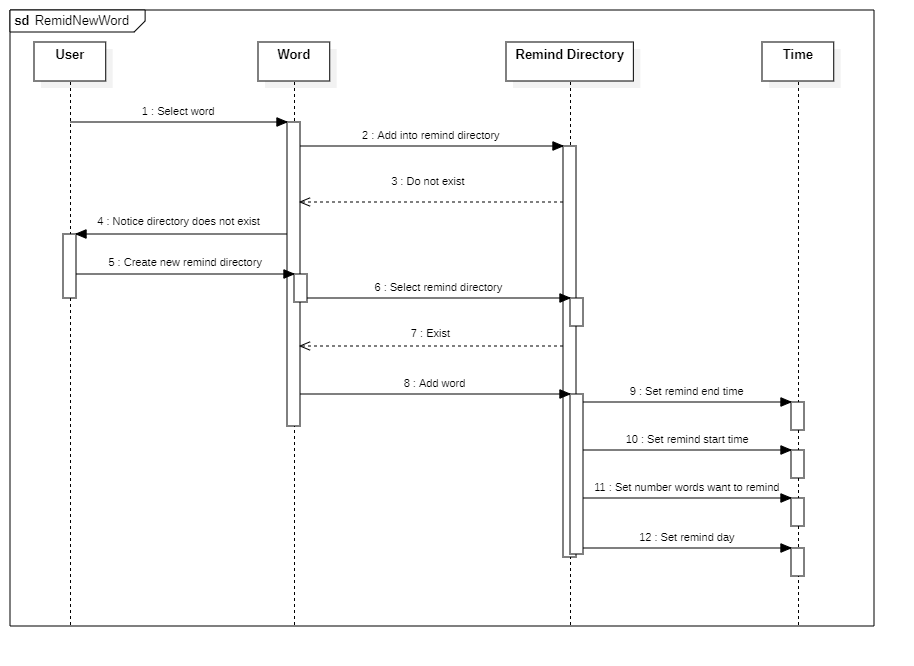 sd RemidNewWord
User
Word
Remind Directory
Time
1 : Select word
2 : Add into remind directory
3 : Do not exist
4 : Notice directory does not exist
5 : Create new remind directory
6 : Select remind directory
7 : Exist
8 : Add word
9 : Set remind end time
10 : Set remind start time
11 : Set number words want to remind
12 : Set remind day